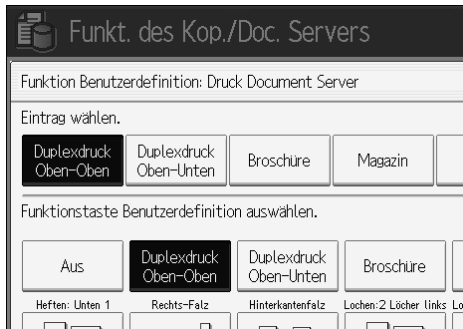 Funkt. des Kop./Doc. Servers
Funktion Benutzerdefinition: Druck Document Server
Eintrag wählen.
Duplexdruck Duplexdruck Broschüre Magazin
Oben-Oben Oben-Unten
Funktionstaste Benutzerdefinition auswählen.
Aus Duplexdruck Duplexdruck Broschüre
Oben-Oben Oben-Unten
Heften: Unten 1 Rechts-Falz Hinterkantenfalz Lochen:2 Löcher links Lo